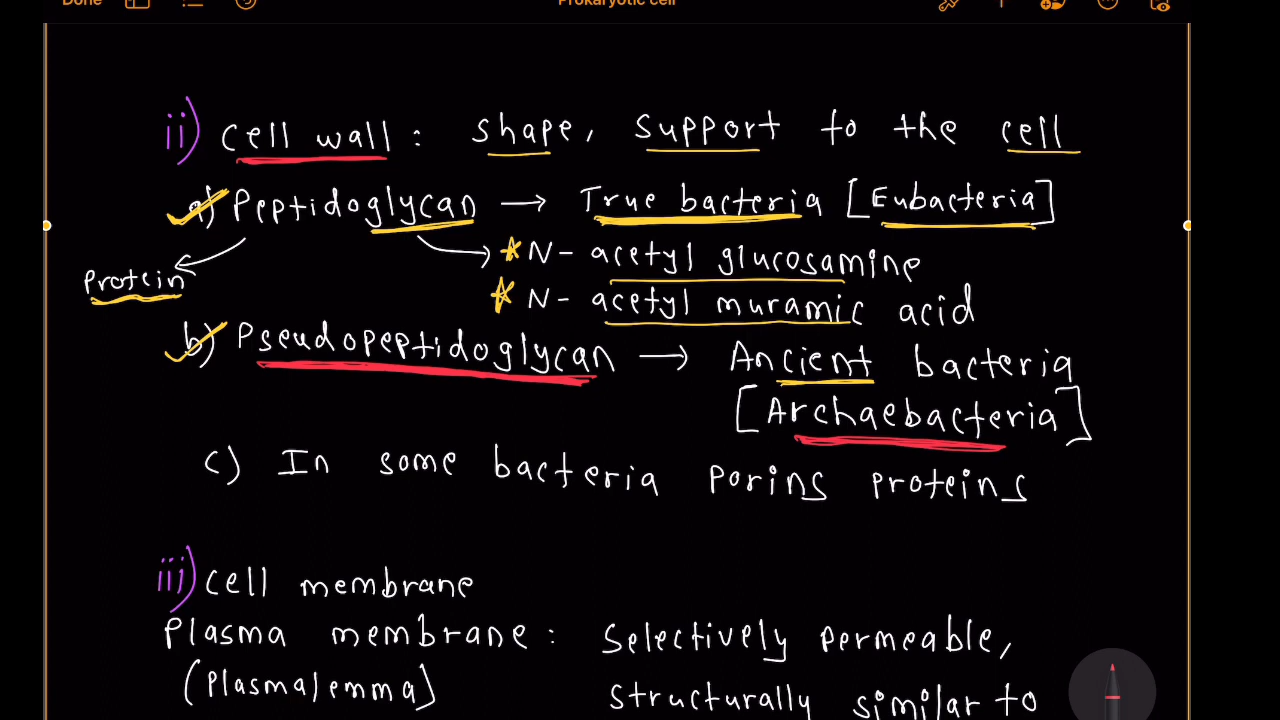 Done Prokaryotic cell
ii) Cell wall : shape, support to the cell
a) Peptidoglycan → True bacteria [Eubacteria]
Protein
* N- acetyl glucosamine
* N- acetyl muramic acid
b) Pseudopeptidoglycan → Ancient bacteria
[Archaebacteria]
c) In some bacteria porins proteins
iii) Cell membrane
Plasma membrane : Selectively permeable,
(Plasmalemma) structurally similar to